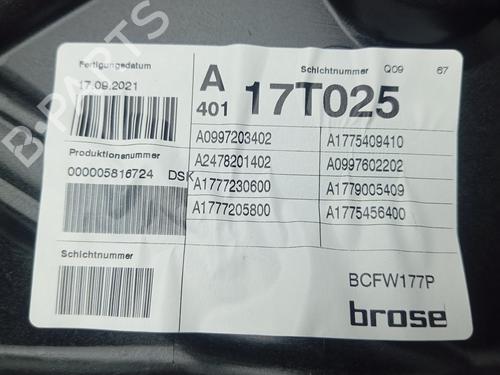 Fertigungsdatum
17.09.2021
A
401
Schichtnummer Q09 67
17T025
A0997203402 A1775409410
A2478201402 A0997602202
A1777230600 A1779005409
A1777205800 A1775456400
Produktionsnummer
000005816724 DSK
Schichtnummer
BCFW177P
brose
B-PARTS